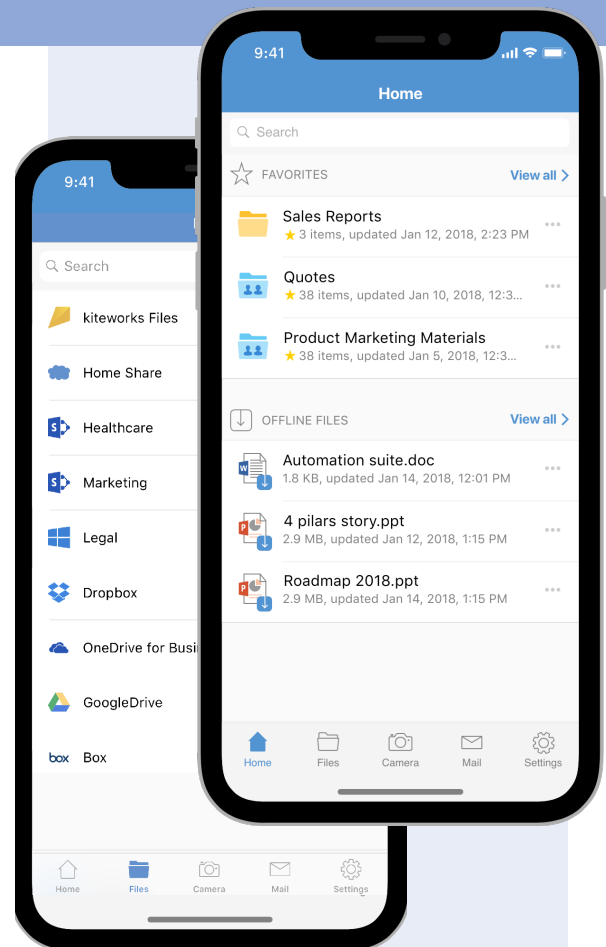 9:41
Home
Search
FAVORITES
View all
Sales Reports
3 items, updated Jan 12, 2018, 2:23 PM
Quotes
38 items, updated Jan 10, 2018, 12:3...
Product Marketing Materials
38 items, updated Jan 5, 2018, 12:3...
OFFLINE FILES
View all
Automation suite.doc
1.8 KB, updated Jan 14, 2018, 12:01 PM
4 pilars story.ppt
2.9 MB, updated Jan 12, 2018, 1:15 PM
Roadmap 2018.ppt
2.9 MB, updated Jan 14, 2018, 1:15 PM
Home Files Camera Mail Settings
9:41
Search
kiteworks Files
Home Share
Healthcare
Marketing
Legal
Dropbox
OneDrive for Busi
GoogleDrive
box Box
Home Files Camera Mail Settings